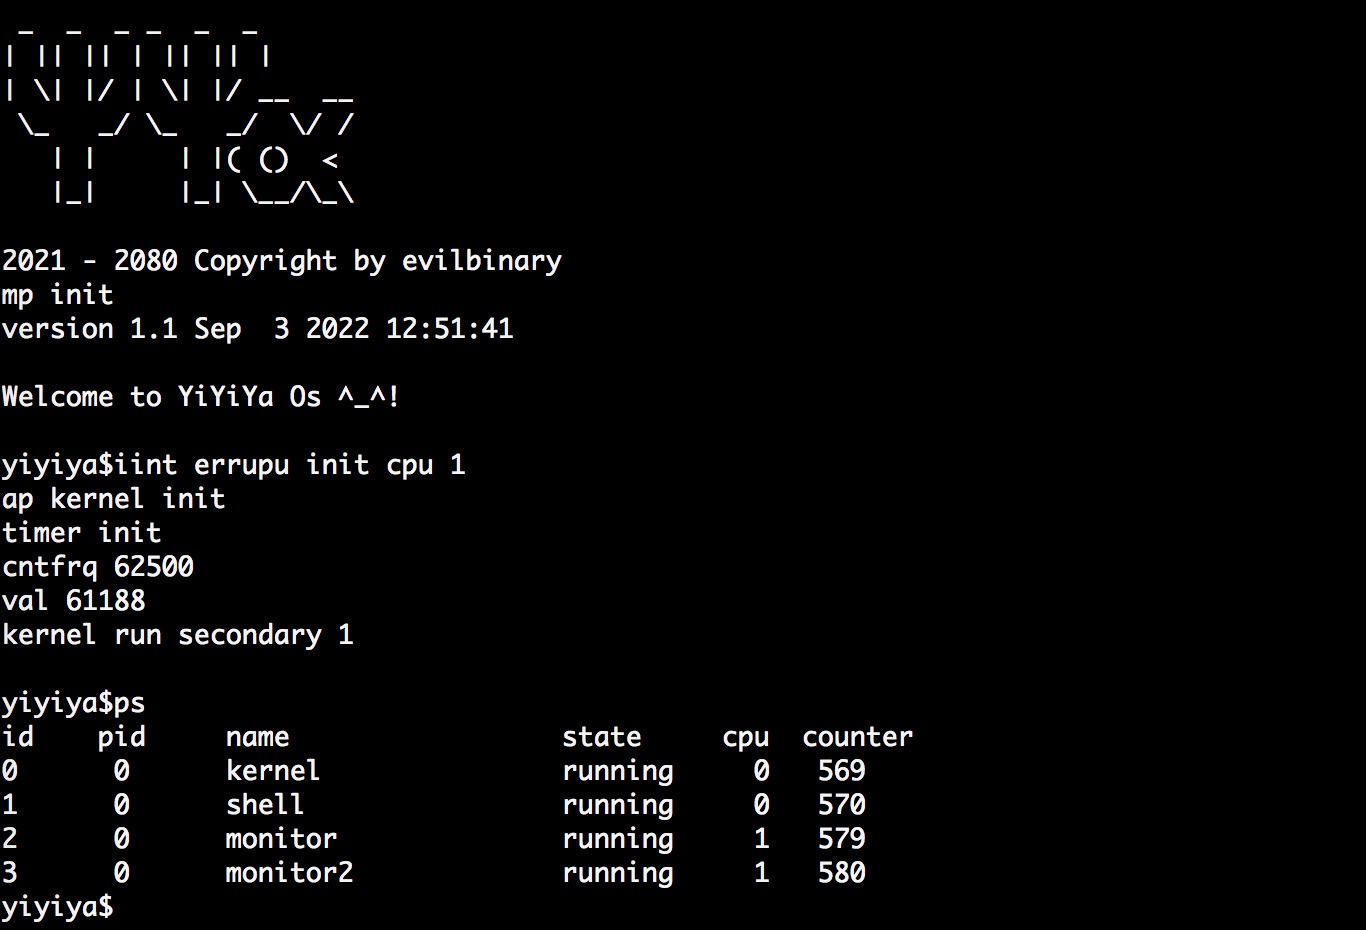 _  _  _ _  _  _
| || || | || || |
| \| |/ | \| |/ __  __
 \_   _/ \_   _/  \/ /
   | |     | |( ()  <
   |_|     |_| \__/\_\
2021 - 2080 Copyright by evilbinary
mp init
version 1.1 Sep  3 2022 12:51:41
Welcome to YiYiYa Os ^_^!
yiyiya$iint errupu init cpu 1
ap kernel init
timer init
cntfrq 62500
val 61188
kernel run secondary 1
yiyiya$ps
id    pid     name                 state     cpu  counter
0      0      kernel               running     0   569
1      0      shell                running     0   570
2      0      monitor              running     1   579
3      0      monitor2             running     1   580
yiyiya$